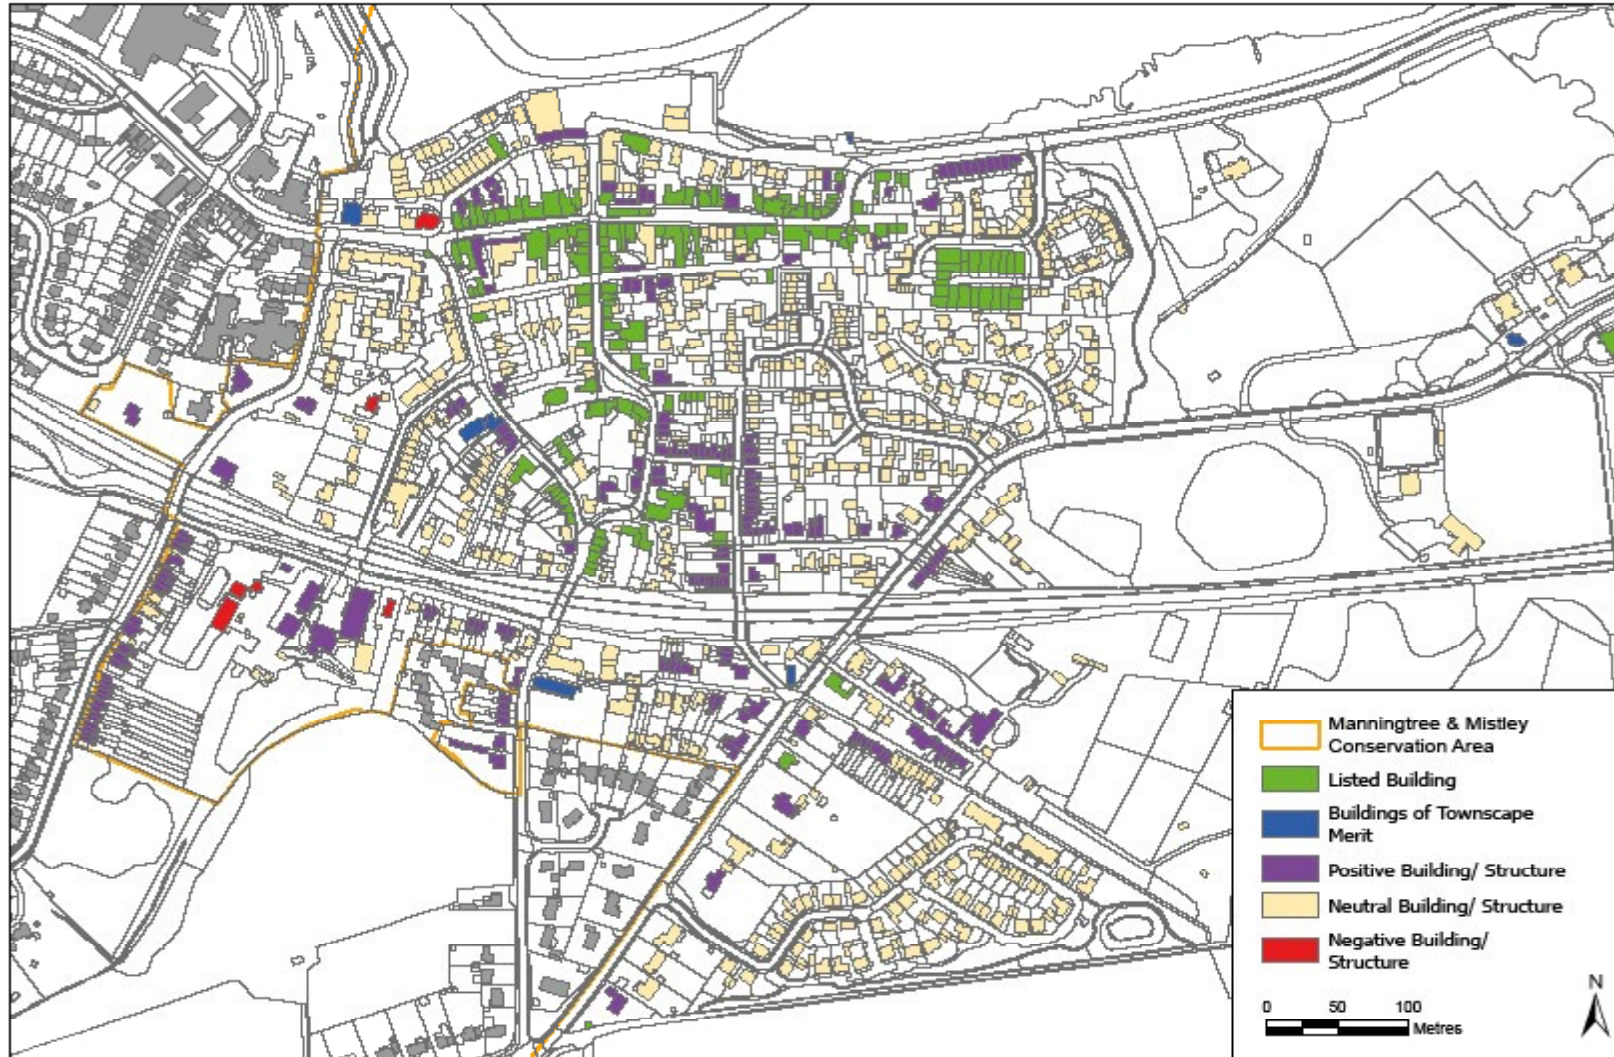 Manningtree & Mistley
Conservation Area
Listed Building
Buildings of Townscape
Merit
Positive Building/ Structure
Neutral Building/ Structure
Negative Building/
Structure
N
0 50 100
Metres